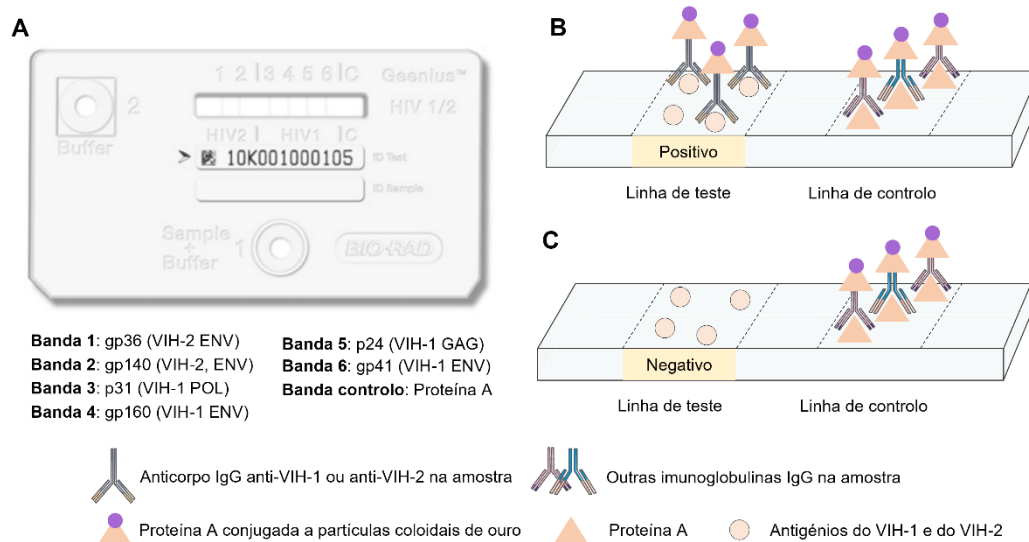 A
1 2 3 4 5 6 C
Geenius™
HIV 1/2
2
Buffer
HIV2 HIV1 C
10K001000105
ID Test
ID Sample
Sample
+
Buffer
1
BIO-RAD
Banda 1: gp36 (VIH-2 ENV)
Banda 2: gp140 (VIH-2, ENV)
Banda 3: p31 (VIH-1 POL)
Banda 4: gp160 (VIH-1 ENV)
Banda 5: p24 (VIH-1 GAG)
Banda 6: gp41 (VIH-1 ENV)
Banda controlo: Proteína A
B
Positivo
Linha de teste
Linha de controlo
C
Negativo
Linha de teste
Linha de controlo
Anticorpo IgG anti-VIH-1 ou anti-VIH-2 na amostra
Outras imunoglobulinas IgG na amostra
Proteína A conjugada a partículas coloidais de ouro
Proteína A
Antigénios do VIH-1 e do VIH-2